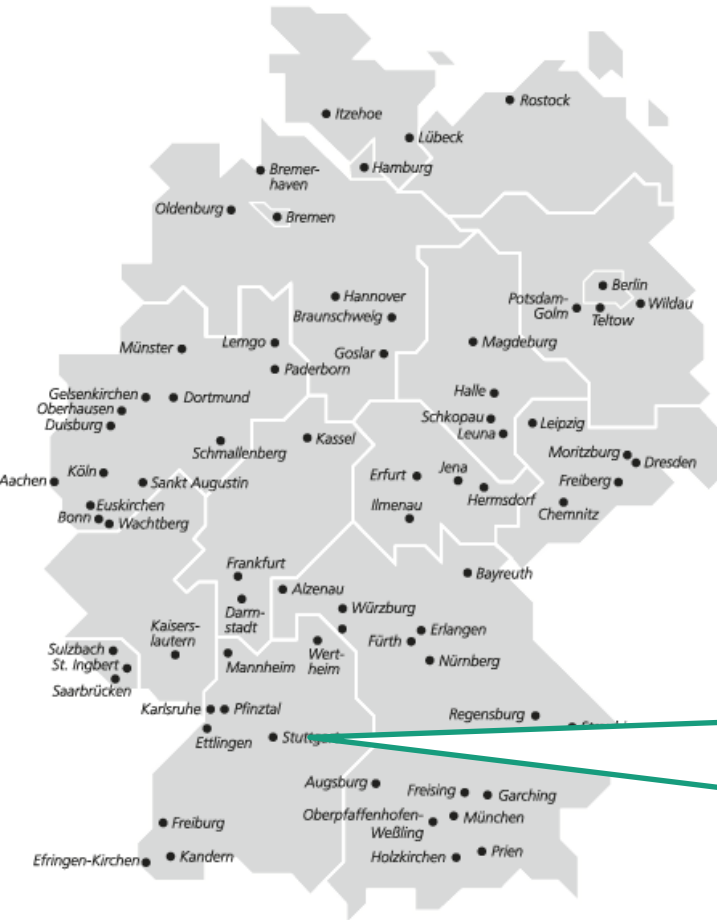 Rostock
Itzehoe
Lübeck
Hamburg
Bremer-
haven
Oldenburg
Bremen
Berlin
Potsdam-
Golm
Wildau
Teltow
Hannover
Braunschweig
Magdeburg
Lemgo
Münster
Goslar
Paderborn
Halle
Gelsenkirchen
Dortmund
Oberhausen
Duisburg
Schkopau
Leipzig
Leuna
Kassel
Schmallenberg
Moritzburg
Dresden
Köln
Jena
Erfurt
Aachen
Sankt Augustin
Freiberg
Hermsdorf
Ilmenau
Chemnitz
Euskirchen
Bonn
Wachtberg
Frankfurt
Bayreuth
Alzenau
Darm-
stadt
Würzburg
Kaisers-
lautern
Erlangen
Fürth
Sulzbach
St. Ingbert
Wert-
heim
Mannheim
Nürnberg
Saarbrücken
Karlsruhe
Pfinztal
Regensburg
Ettlingen
Augsburg
Freising
Garching
Oberpfaffenhofen-
Weßling
München
Freiburg
Prien
Holzkirchen
Kandern
Efringen-Kirchen